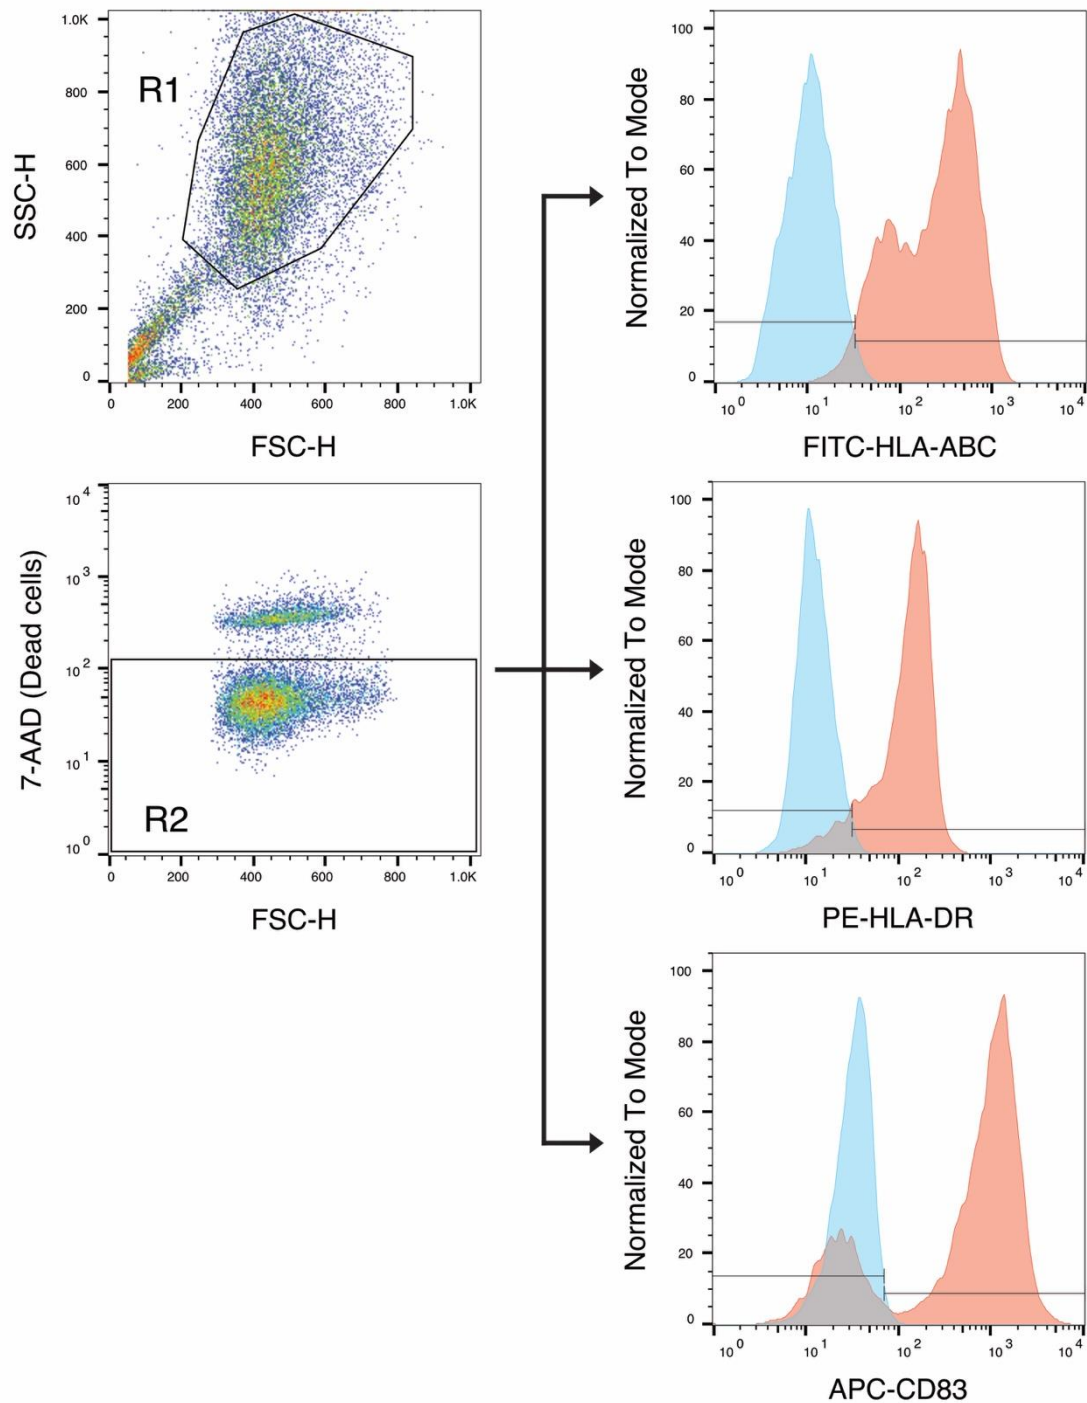 1.0K
800
600
400
200
0
SSC-H
R1
0 200 400 600 800 1.0K
FSC-H
10 4
10 3
10 2
10 1
10 0
7-AAD (Dead cells)
R2
0 200 400 600 800 1.0K
FSC-H
100
80
60
40
20
0
Normalized To Mode
10 0 10 1 10 2 10 3 10 4
FITC-HLA-ABC
100
80
60
40
20
0
Normalized To Mode
10 0 10 1 10 2 10 3 10 4
PE-HLA-DR
100
80
60
40
20
0
Normalized To Mode
10 0 10 1 10 2 10 3 10 4
APC-CD83